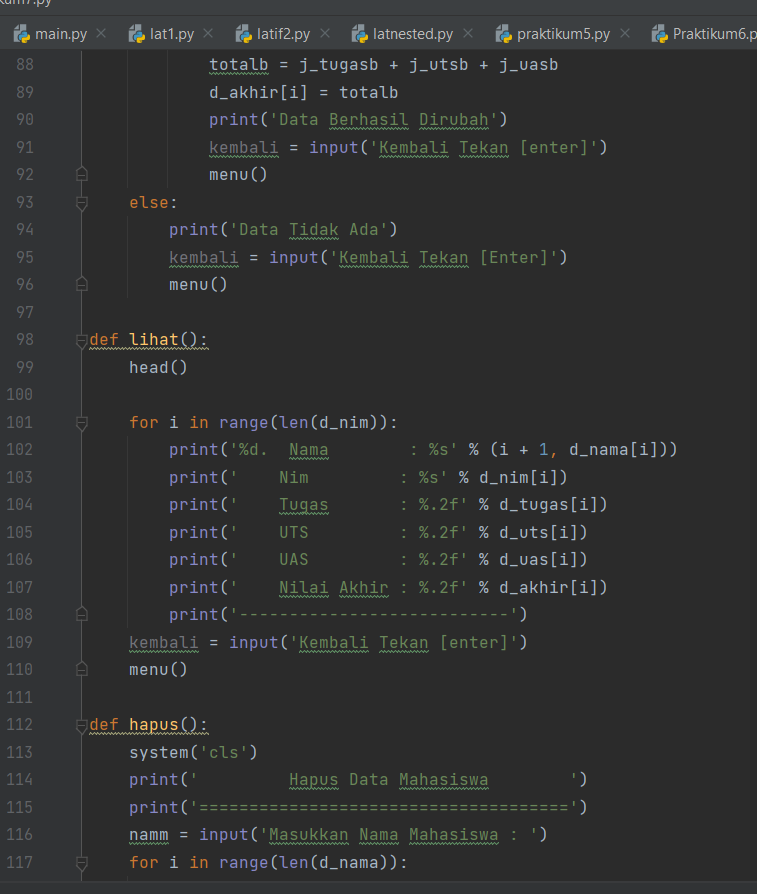 kum7.py
main.py lat1.py latif2.py latnested.py praktikum5.py Praktikum6.p
88 totalb = j_tugasb + j_utsb + j_uasb
89 d_akhir[i] = totalb
90 print('Data Berhasil Dirubah')
91 kembali = input('Kembali Tekan [enter]')
92 menu()
93 else:
94 print('Data Tidak Ada')
95 kembali = input('Kembali Tekan [Enter]')
96 menu()
97
98 def lihat():
99 head()
100
101 for i in range(len(d_nim)):
102 print('%d.  Nama        : %s' % (i + 1, d_nama[i]))
103 print('    Nim         : %s' % d_nim[i])
104 print('    Tugas       : %.2f' % d_tugas[i])
105 print('    UTS         : %.2f' % d_uts[i])
106 print('    UAS         : %.2f' % d_uas[i])
107 print('    Nilai Akhir : %.2f' % d_akhir[i])
108 print('---------------------------')
109 kembali = input('Kembali Tekan [enter]')
110 menu()
111
112 def hapus():
113 system('cls')
114 print('         Hapus Data Mahasiswa        ')
115 print('=====================================')
116 namm = input('Masukkan Nama Mahasiswa : ')
117 for i in range(len(d_nama)):